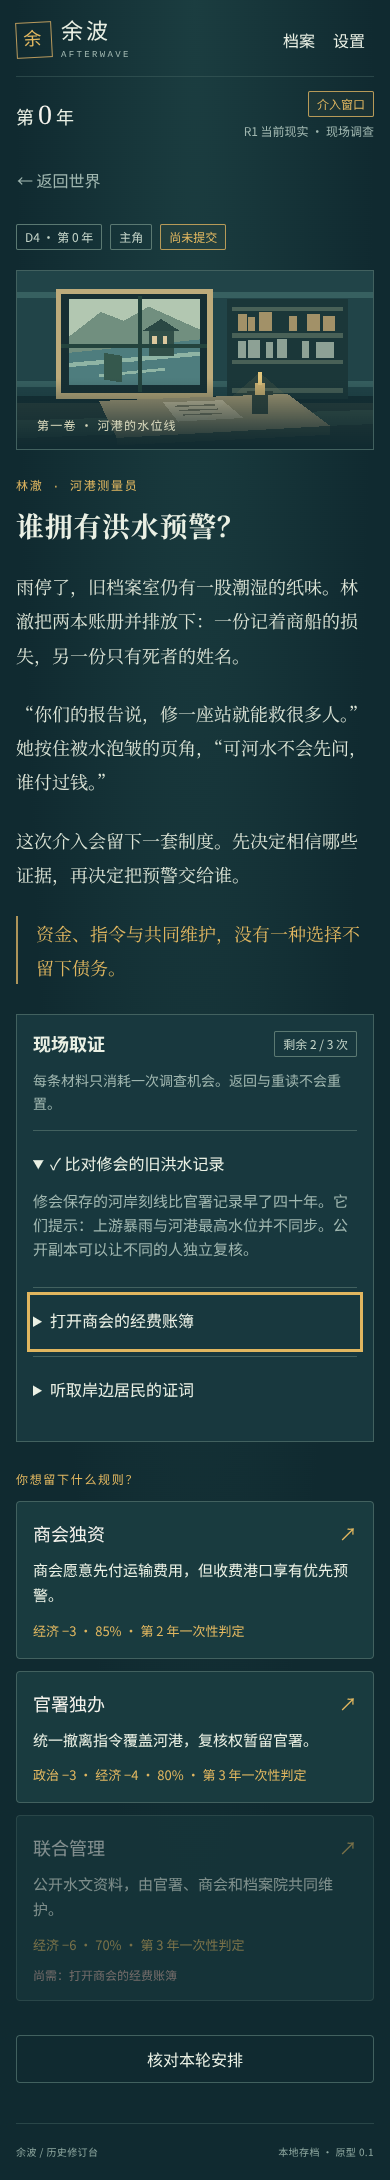 余
余波
AFTERWAVE
档案 设置
第0年
介入窗口
R1 当前现实 · 现场调查
← 返回世界
D4 · 第 0 年
主角
尚未提交
第一卷 · 河港的水位线
林澈 · 河港测量员
谁拥有洪水预警？
雨停了，旧档案室仍有一股潮湿的纸味。林
澈把两本账册并排放下：一份记着商船的损
失，另一份只有死者的姓名。
“你们的报告说，修一座站就能救很多人。”
她按住被水泡皱的页角，“可河水不会先问，
谁付过钱。”
这次介入会留下一套制度。先决定相信哪些
证据，再决定把预警交给谁。
资金、指令与共同维护，没有一种选择不
留下债务。
现场取证
剩余 2 / 3 次
每条材料只消耗一次调查机会。返回与重读不会重
置。
▼ ✓ 比对修会的旧洪水记录
修会保存的河岸刻线比官署记录早了四十年。它
们提示：上游暴雨与河港最高水位并不同步。公
开副本可以让不同的人独立复核。
▶ 打开商会的经费账簿
▶ 听取岸边居民的证词
你想留下什么规则？
商会独资 ↗
商会愿意先付运输费用，但收费港口享有优先预
警。
经济 −3 · 85% · 第 2 年一次性判定
官署独办 ↗
统一撤离指令覆盖河港，复核权暂留官署。
政治 −3 · 经济 −4 · 80% · 第 3 年一次性判定
联合管理 ↗
公开水文资料，由官署、商会和档案院共同维
护。
经济 −6 · 70% · 第 3 年一次性判定
尚需：打开商会的经费账簿
核对本轮安排
余波 / 历史修订台
本地存档 · 原型 0.1